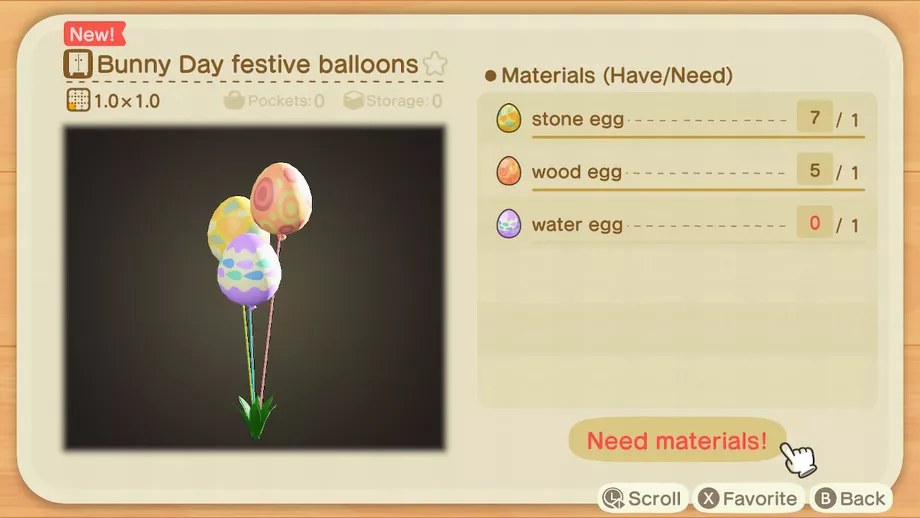 New!
Bunny Day festive balloons
1.0×1.0 Pockets: 0 Storage: 0
Materials (Have/Need)
stone egg 7 / 1
wood egg 5 / 1
water egg 0 / 1
Need materials!
L Scroll X Favorite B Back